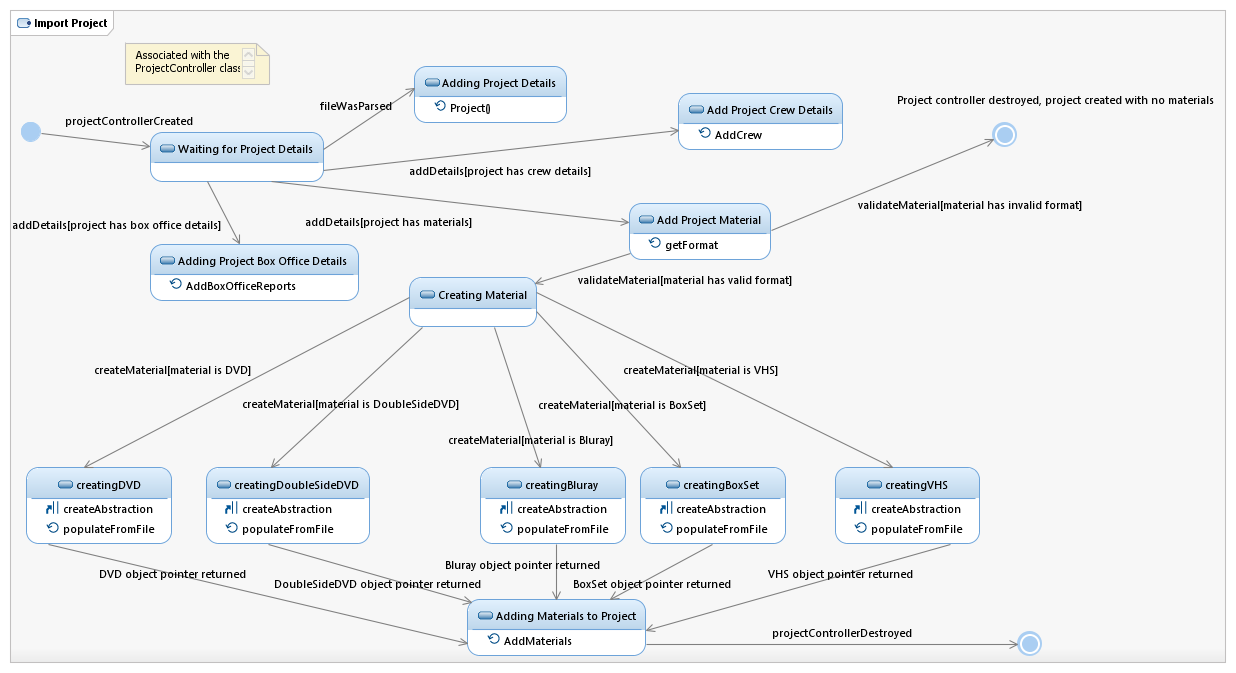 Import Project
Associated with the
ProjectController class
Adding Project Details
Project()
fileWasParsed
Add Project Crew Details
AddCrew
Project controller destroyed, project created with no materials
projectControllerCreated
Waiting for Project Details
addDetails[project has crew details]
validateMaterial[material has invalid format]
addDetails[project has box office details]
addDetails[project has materials]
Add Project Material
getFormat
Adding Project Box Office Details
AddBoxOfficeReports
validateMaterial[material has valid format]
Creating Material
createMaterial[material is DVD]
createMaterial[material is VHS]
createMaterial[material is DoubleSideDVD]
createMaterial[material is BoxSet]
createMaterial[material is Bluray]
creatingDVD
createAbstraction
populateFromFile
creatingDoubleSideDVD
createAbstraction
populateFromFile
creatingBluray
createAbstraction
populateFromFile
creatingBoxSet
createAbstraction
populateFromFile
creatingVHS
createAbstraction
populateFromFile
DVD object pointer returned
DoubleSideDVD object pointer returned
Bluray object pointer returned
BoxSet object pointer returned
VHS object pointer returned
Adding Materials to Project
AddMaterials
projectControllerDestroyed